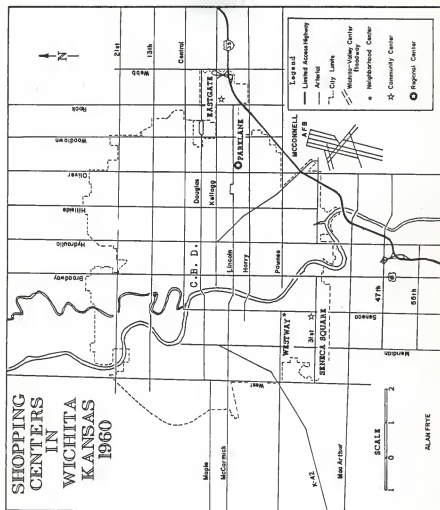 SHOPPING
CENTERS
IN
WICHITA
KANSAS
1960
N
21st
13th
Central
Webb
Rock
Woodlawn
Oliver
Hillside
Hydraulic
Broadway
EASTGATE
Douglas
Kellogg
PARKLANE
C. B. D.
Lincoln
Harry
Pawnee
MCCONNELL
AFB
WESTWAY
31st
SENECA SQUARE
Seneca
47th
55th
Meridian
West
Maple
McCormick
K-42
MacArthur
35
Legend
Limited Access Highway
Arterial
City Limits
Wichita-Valley Center
Floodway
Neighborhood Center
Community Center
Regional Center
SCALE
1 0 1 2
ALAN FRYE